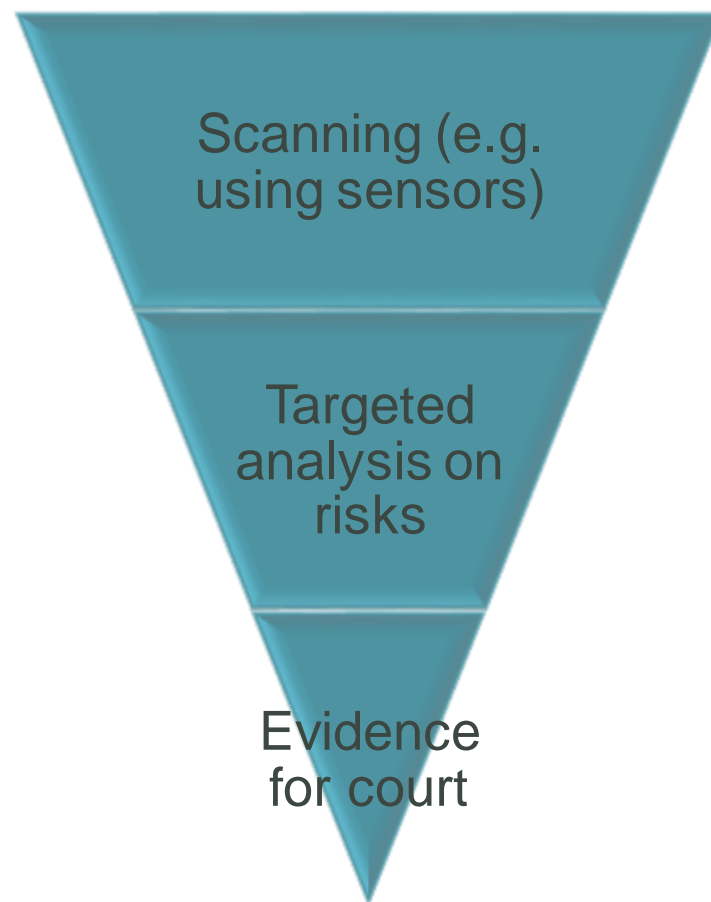 Scanning (e.g.
using sensors)
Targeted
analysis on
risks
Evidence
for court